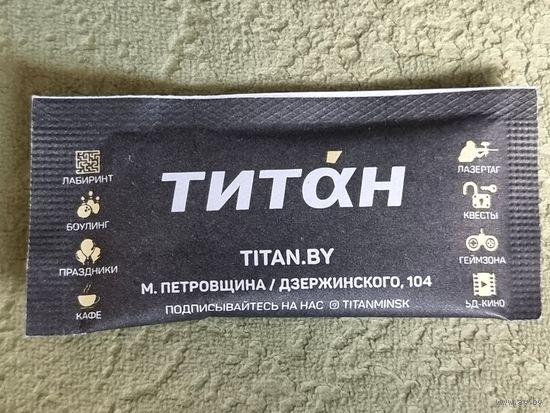 ТИТАН
ЛАБИРИНТ
БОУЛИНГ
ПРАЗДНИКИ
КАФЕ
ЛАЗЕРТАГ
КВЕСТЫ
ГЕЙМЗОНА
5Д-КИНО
TITAN.BY
М. ПЕТРОВЩИНА / ДЗЕРЖИНСКОГО, 104
ПОДПИСЫВАЙТЕСЬ НА НАС TITANMINSK